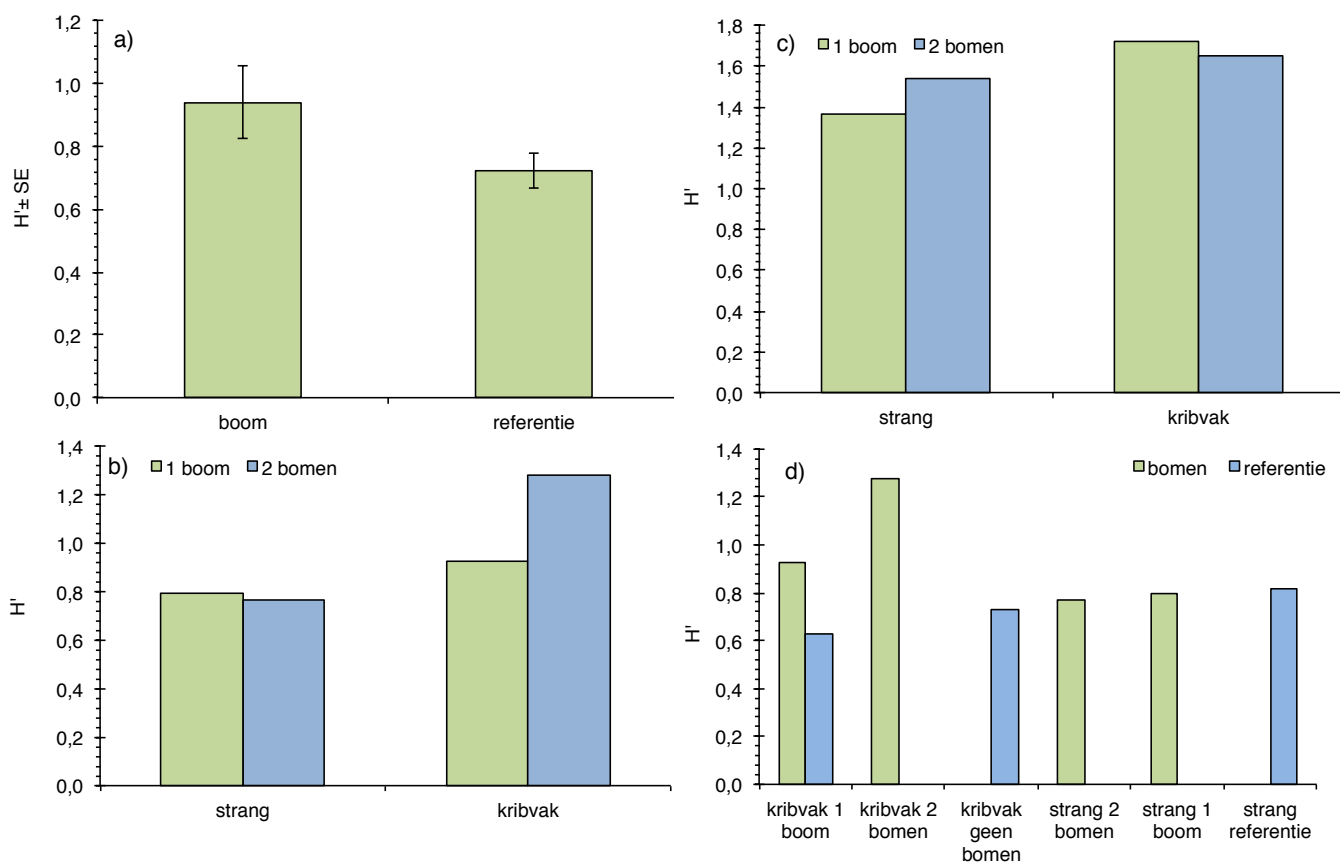 a)
H'± SE
1,2
1,0
0,8
0,6
0,4
0,2
0,0
boom
referentie
c)
1 boom
2 bomen
H'
1,8
1.6
1.4
1.2
1,0
0,8
0,6
0,4
0,2
0,0
strang
kribvak
b)
1 boom
2 bomen
H'
1,4
1,2
1,0
0,8
0,6
0,4
0,2
0,0
strang
kribvak
d)
bomen
referentie
H'
1,4
1,2
1,0
0,8
0,6
0,4
0,2
0,0
kribvak 1
boom
kribvak 2
bomen
kribvak
geen
bomen
strang 2
bomen
strang 1
boom
strang
referentie